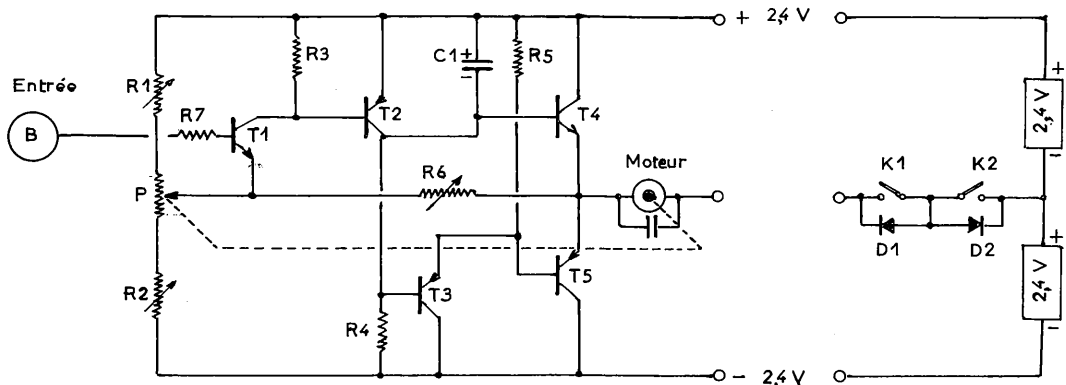 + 2,4 V
R3
C1 +
-
R5
+
R1
Entrée
B
R7
T1
T2
T4
2,4 V
-
Moteur
P
R6
K1
K2
D1
D2
+
R2
T3
T5
2,4 V
R4
-
- 2,4 V